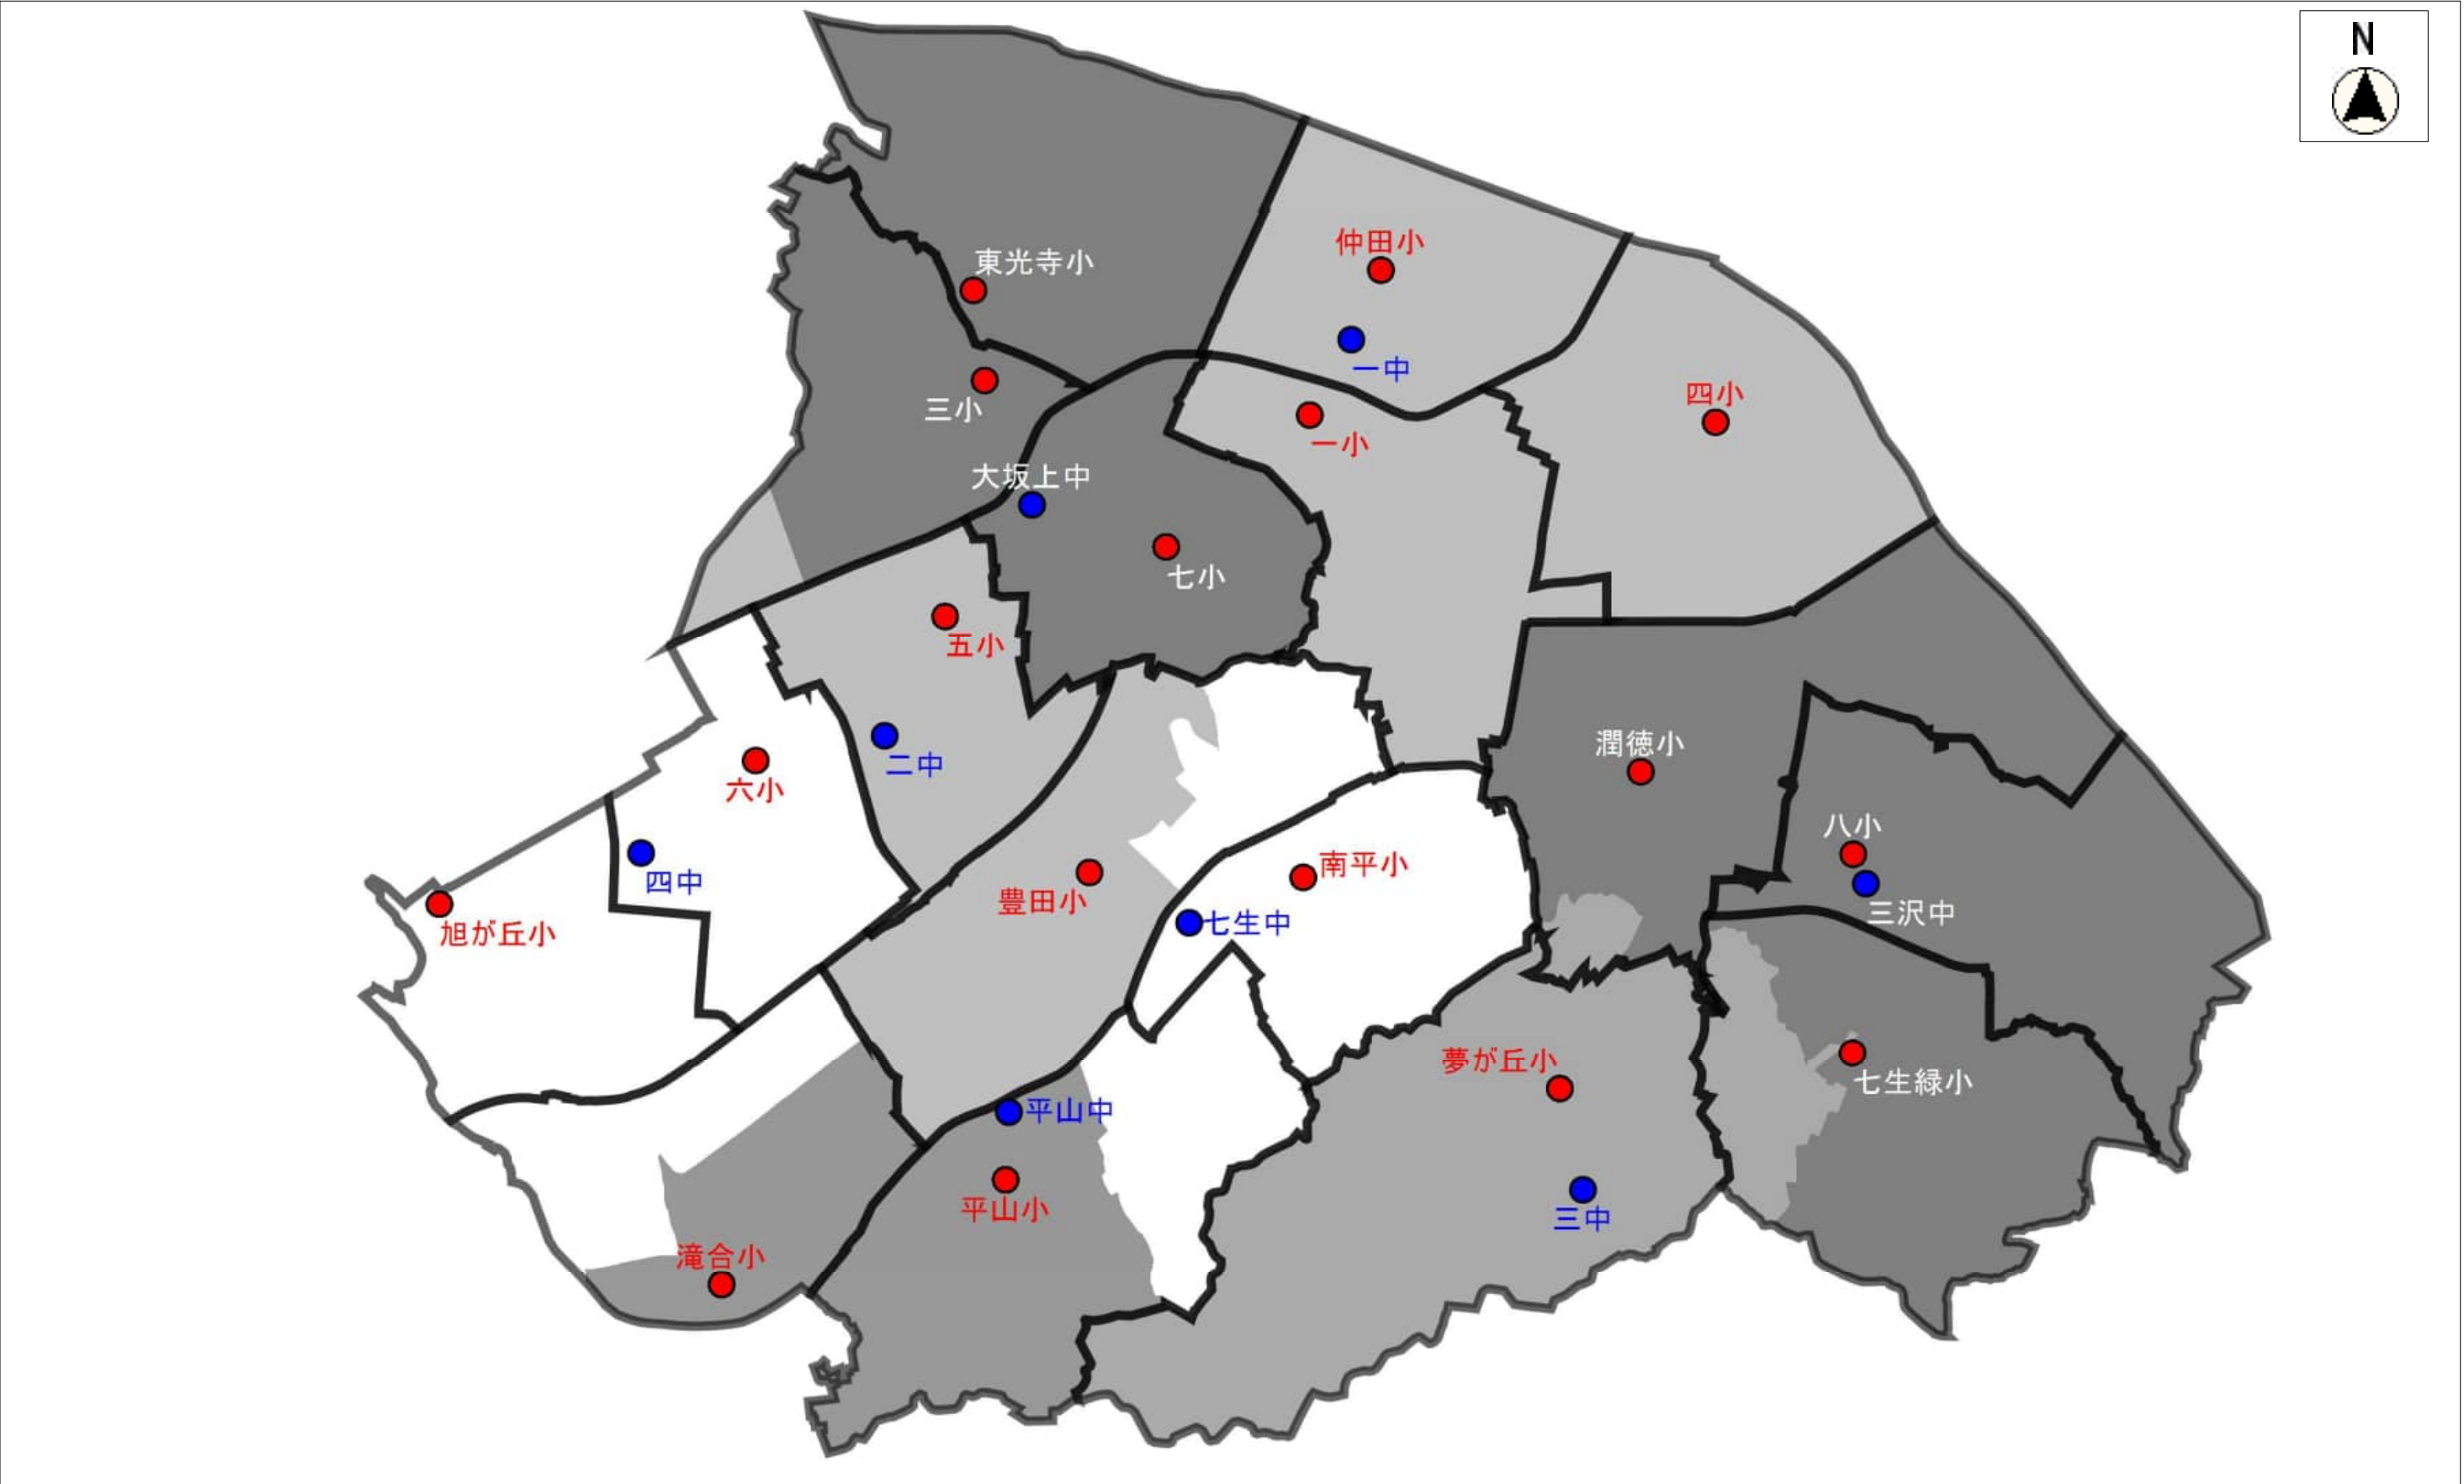 N
仲田小
東光寺小
一中
四小
三小
一小
大坂上中
七小
五小
潤徳小
二中
六小
八小
南平小
四中
豊田小
三沢中
七生中
旭が丘小
夢が丘小
七生緑小
平山中
平山小
三中
滝合小